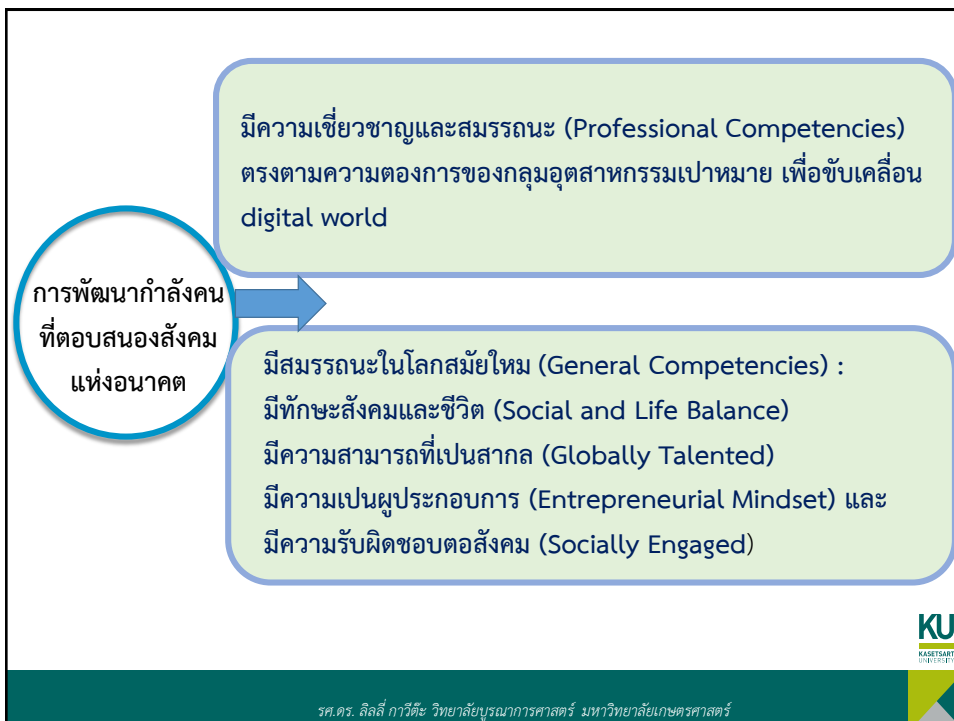 มีความเชี่ยวชาญและสมรรถนะ (Professional Competencies)
ตรงตามความตองการของกลุมอุตสาหกรรมเปาหมาย เพื่อขับเคลื่อน
digital world
การพัฒนากำลังคน
ที่ตอบสนองสังคม
แห่งอนาคต
มีสมรรถนะในโลกสมัยใหม (General Competencies) :
มีทักษะสังคมและชีวิต (Social and Life Balance)
มีความสามารถที่เปนสากล (Globally Talented)
มีความเปนผูประกอบการ (Entrepreneurial Mindset) และ
มีความรับผิดชอบตอสังคม (Socially Engaged)
KU
KASETSART
UNIVERSITY
รศ.ดร. ลิลลี่ กาวีต๊ะ วิทยาลัยบูรณาการศาสตร์ มหาวิทยาลัยเกษตรศาสตร์